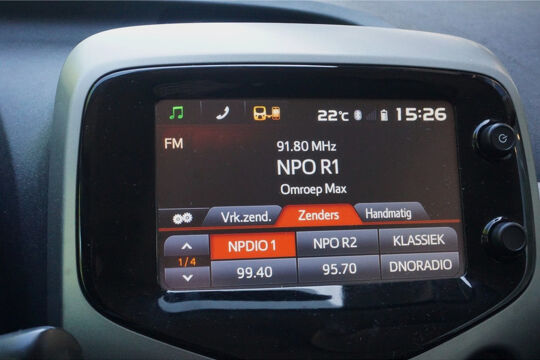 22°C 15:26
FM
91.80 MHz
NPO R1
Omroep Max
Vrk.zend. Zenders Handmatig
1/4
NPDIO 1 NPO R2 KLASSIEK
99.40 95.70 DNORADIO